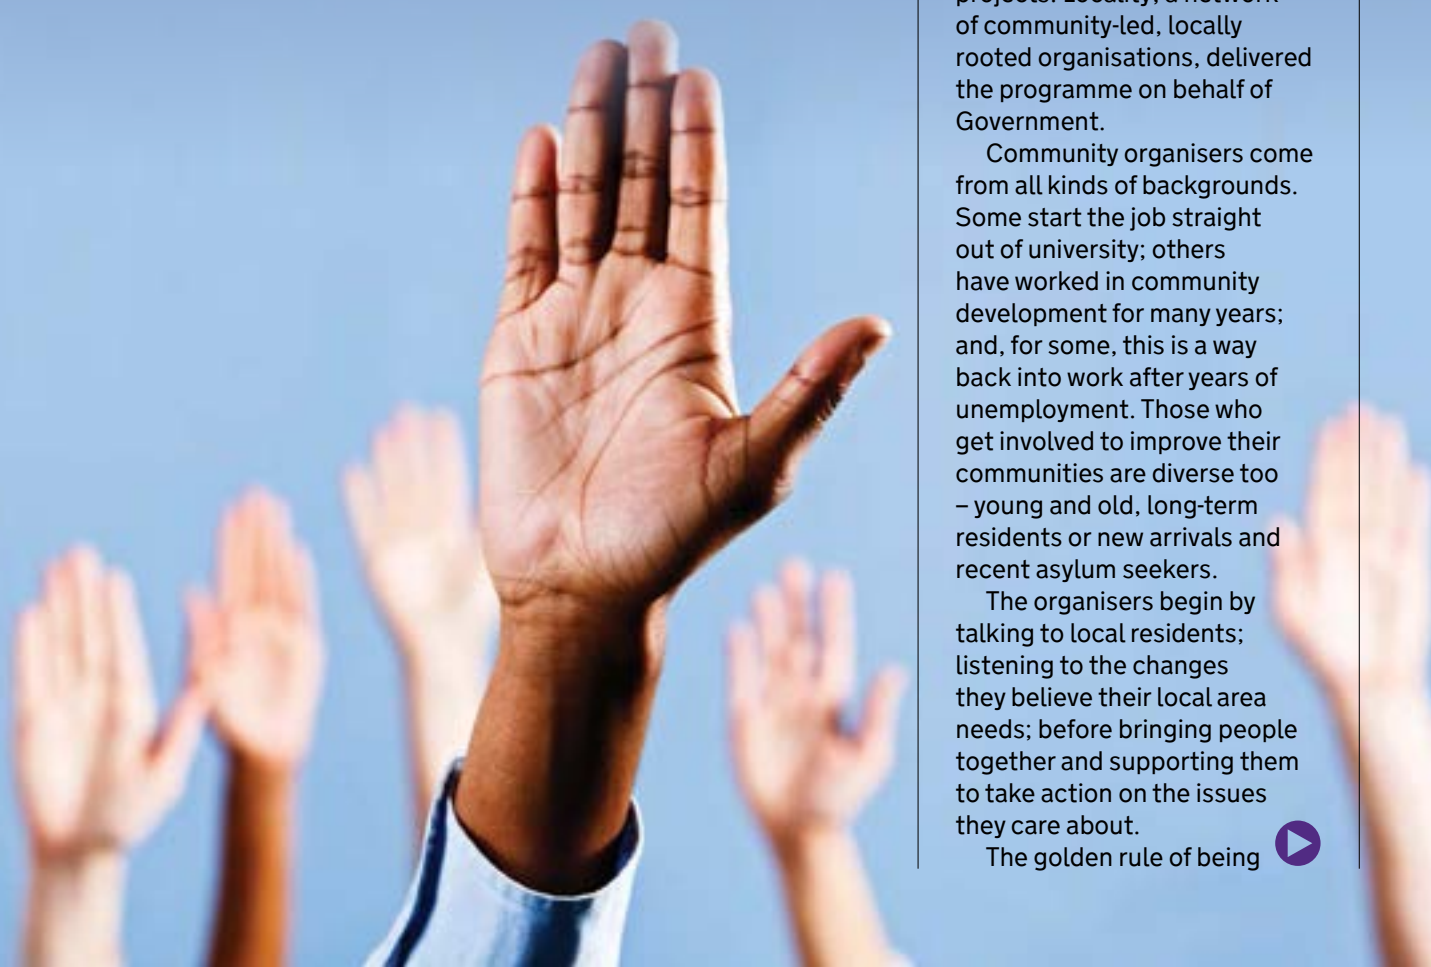 of community-led, locally
rooted organisations, delivered
the programme on behalf of
Government.
Community organisers come
from all kinds of backgrounds.
Some start the job straight
out of university; others
have worked in community
development for many years;
and, for some, this is a way
back into work after years of
unemployment. Those who
get involved to improve their
communities are diverse too
– young and old, long-term
residents or new arrivals and
recent asylum seekers.
The organisers begin by
talking to local residents;
listening to the changes
they believe their local area
needs; before bringing people
together and supporting them
to take action on the issues
they care about.
The golden rule of being